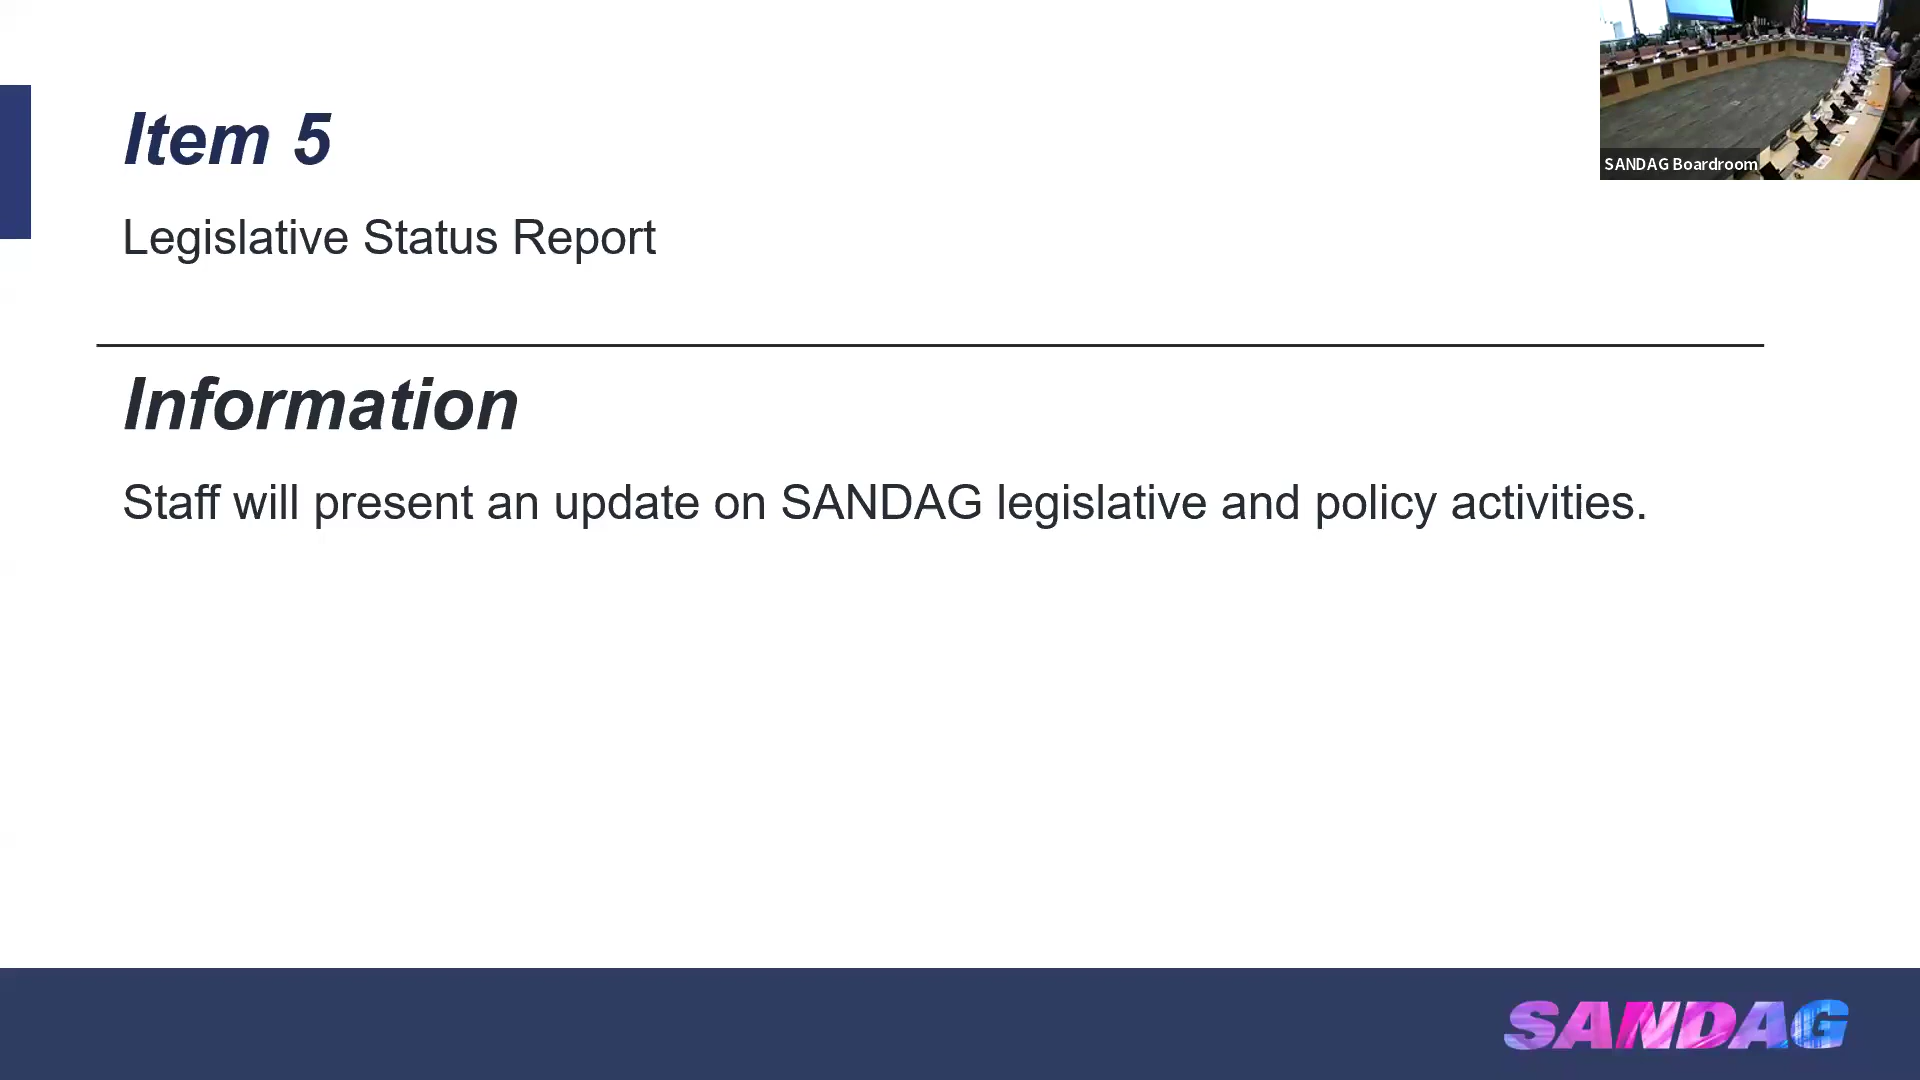 Item 5
Legislative Status Report
SANDAG Boardroom
Information
Staff will present an update on SANDAG legislative and policy activities.
SANDAG